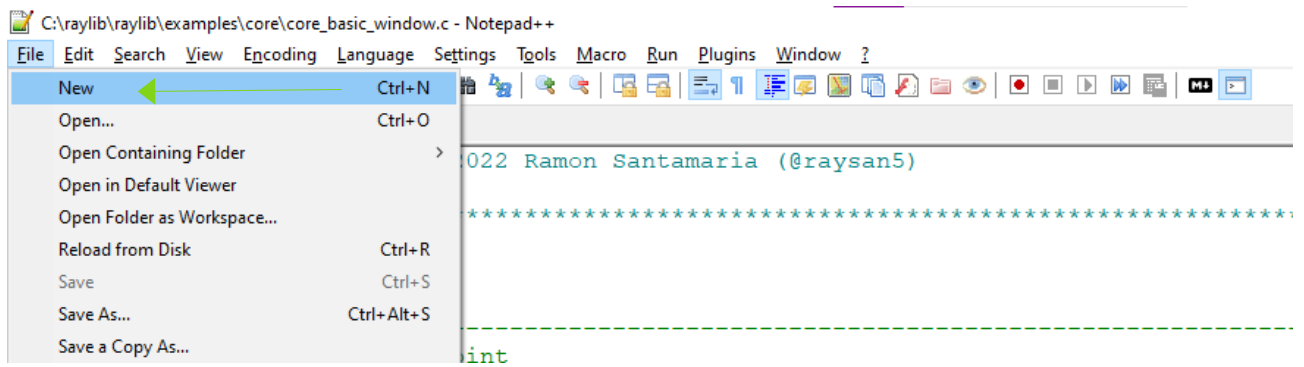 C:\raylib\raylib\examples\core\core_basic_window.c - Notepad++
File Edit Search View Encoding Language Settings Tools Macro Run Plugins Window ?
New Ctrl+N
Open... Ctrl+O
Open Containing Folder >
022 Ramon Santamaria (@raysan5)
Open in Default Viewer
Open Folder as Workspace...
*********************************************************
Reload from Disk Ctrl+R
Save Ctrl+S
Save As... Ctrl+Alt+S
---------------------------------------------------------
Save a Copy As...
int